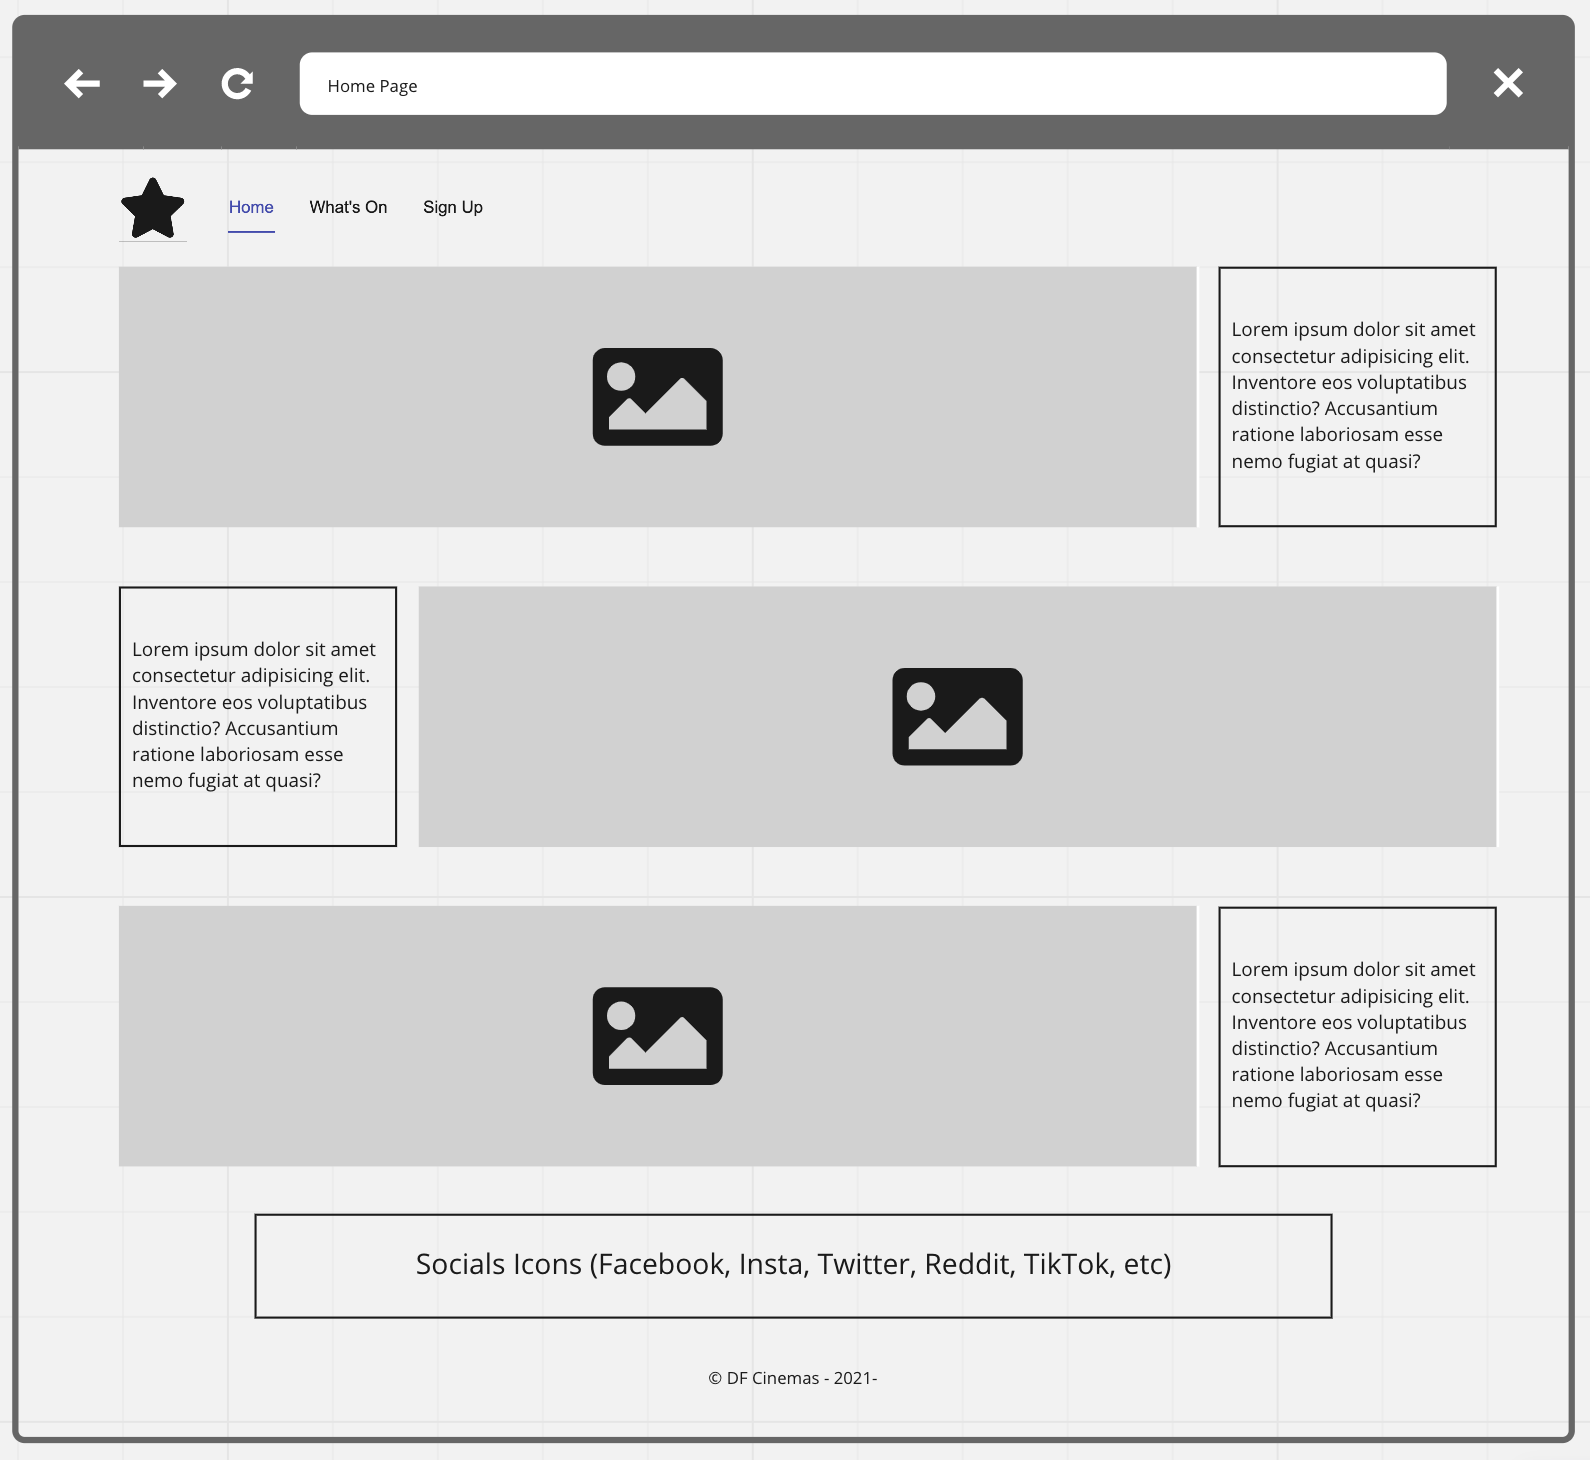 Home Page
Home What's On Sign Up
Lorem ipsum dolor sit amet
consectetur adipisicing elit.
Inventore eos voluptatibus
distinctio? Accusantium
ratione laboriosam esse
nemo fugiat at quasi?
Lorem ipsum dolor sit amet
consectetur adipisicing elit.
Inventore eos voluptatibus
distinctio? Accusantium
ratione laboriosam esse
nemo fugiat at quasi?
Lorem ipsum dolor sit amet
consectetur adipisicing elit.
Inventore eos voluptatibus
distinctio? Accusantium
ratione laboriosam esse
nemo fugiat at quasi?
Socials Icons (Facebook, Insta, Twitter, Reddit, TikTok, etc)
© DF Cinemas - 2021-